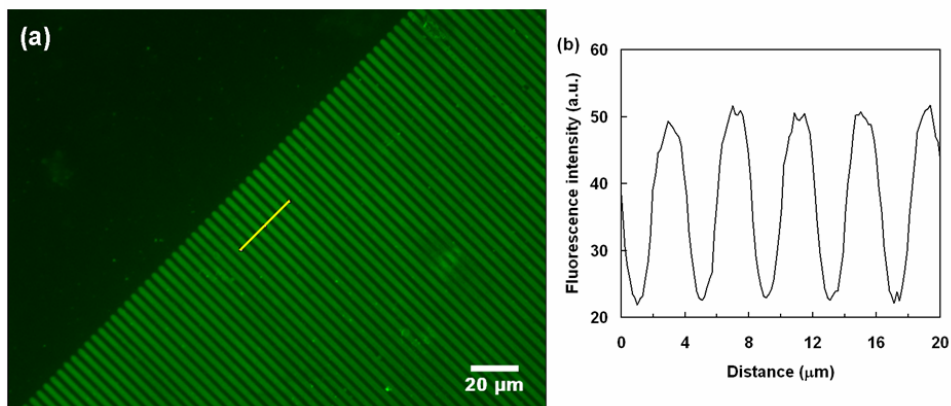 (a)
20 µm
(b)
Fluorescence intensity (a.u.)
60
50
40
30
20
0 4 8 12 16 20
Distance (µm)